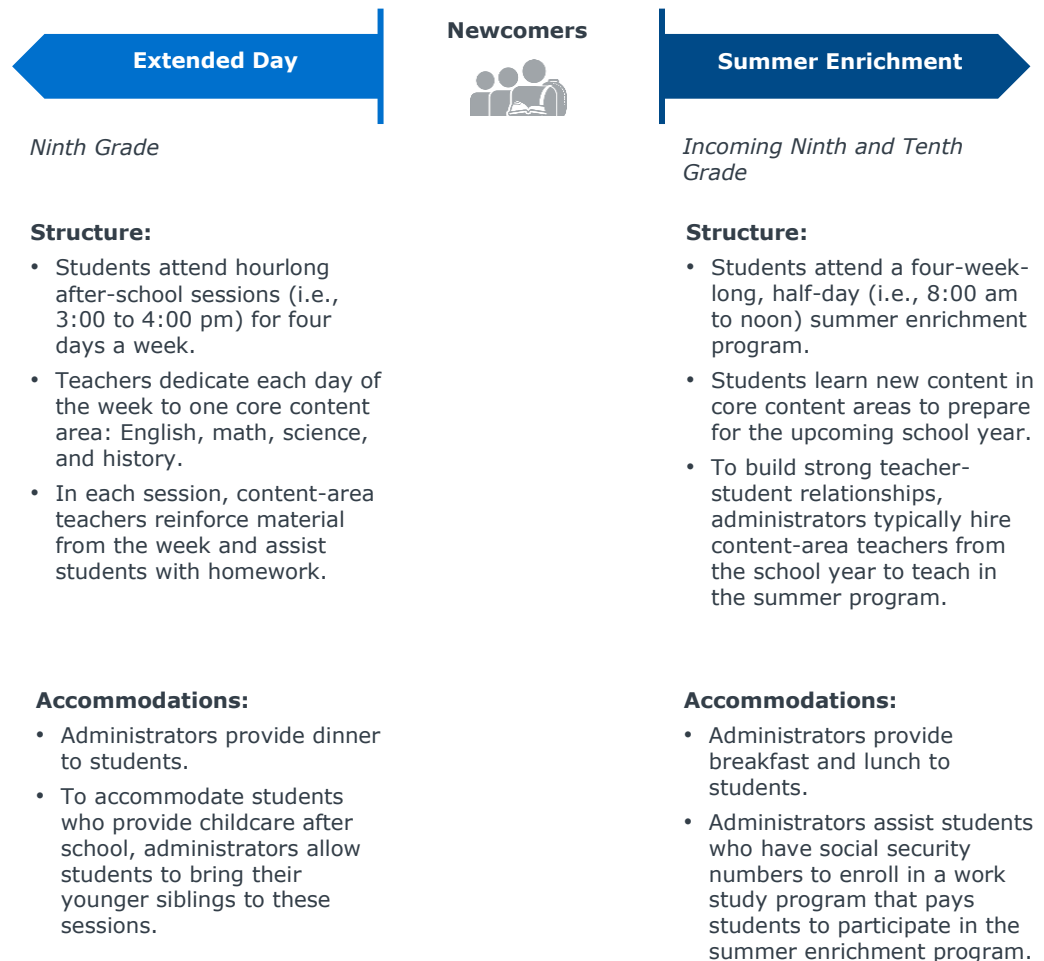 Newcomers
Extended Day
Ninth Grade
Structure:
• Students attend hourlong
after-school sessions (i.e.,
3:00 to 4:00 pm) for four
days a week.
• Teachers dedicate each day of
the week to one core content
area: English, math, science,
and history.
• In each session, content-area
teachers reinforce material
from the week and assist
students with homework.
Accommodations:
• Administrators provide dinner
to students.
• To accommodate students
who provide childcare after
school, administrators allow
students to bring their
younger siblings to these
sessions.
Summer Enrichment
Incoming Ninth and Tenth
Grade
Structure:
• Students attend a four-week-
long, half-day (i.e., 8:00 am
to noon) summer enrichment
program.
• Students learn new content in
core content areas to prepare
for the upcoming school year.
• To build strong teacher-
student relationships,
administrators typically hire
content-area teachers from
the school year to teach in
the summer program.
Accommodations:
• Administrators provide
breakfast and lunch to
students.
• Administrators assist students
who have social security
numbers to enroll in a work
study program that pays
students to participate in the
summer enrichment program.